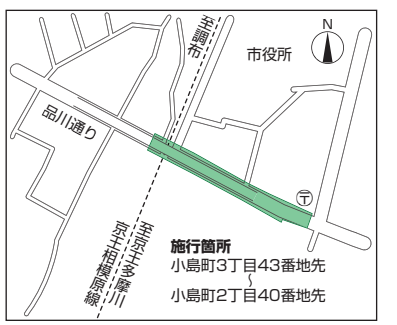 至調布
市役所
N
品川通り
〒
至京王多摩川
京王相模原線
施行箇所
小島町3丁目43番地先
〜
小島町2丁目40番地先